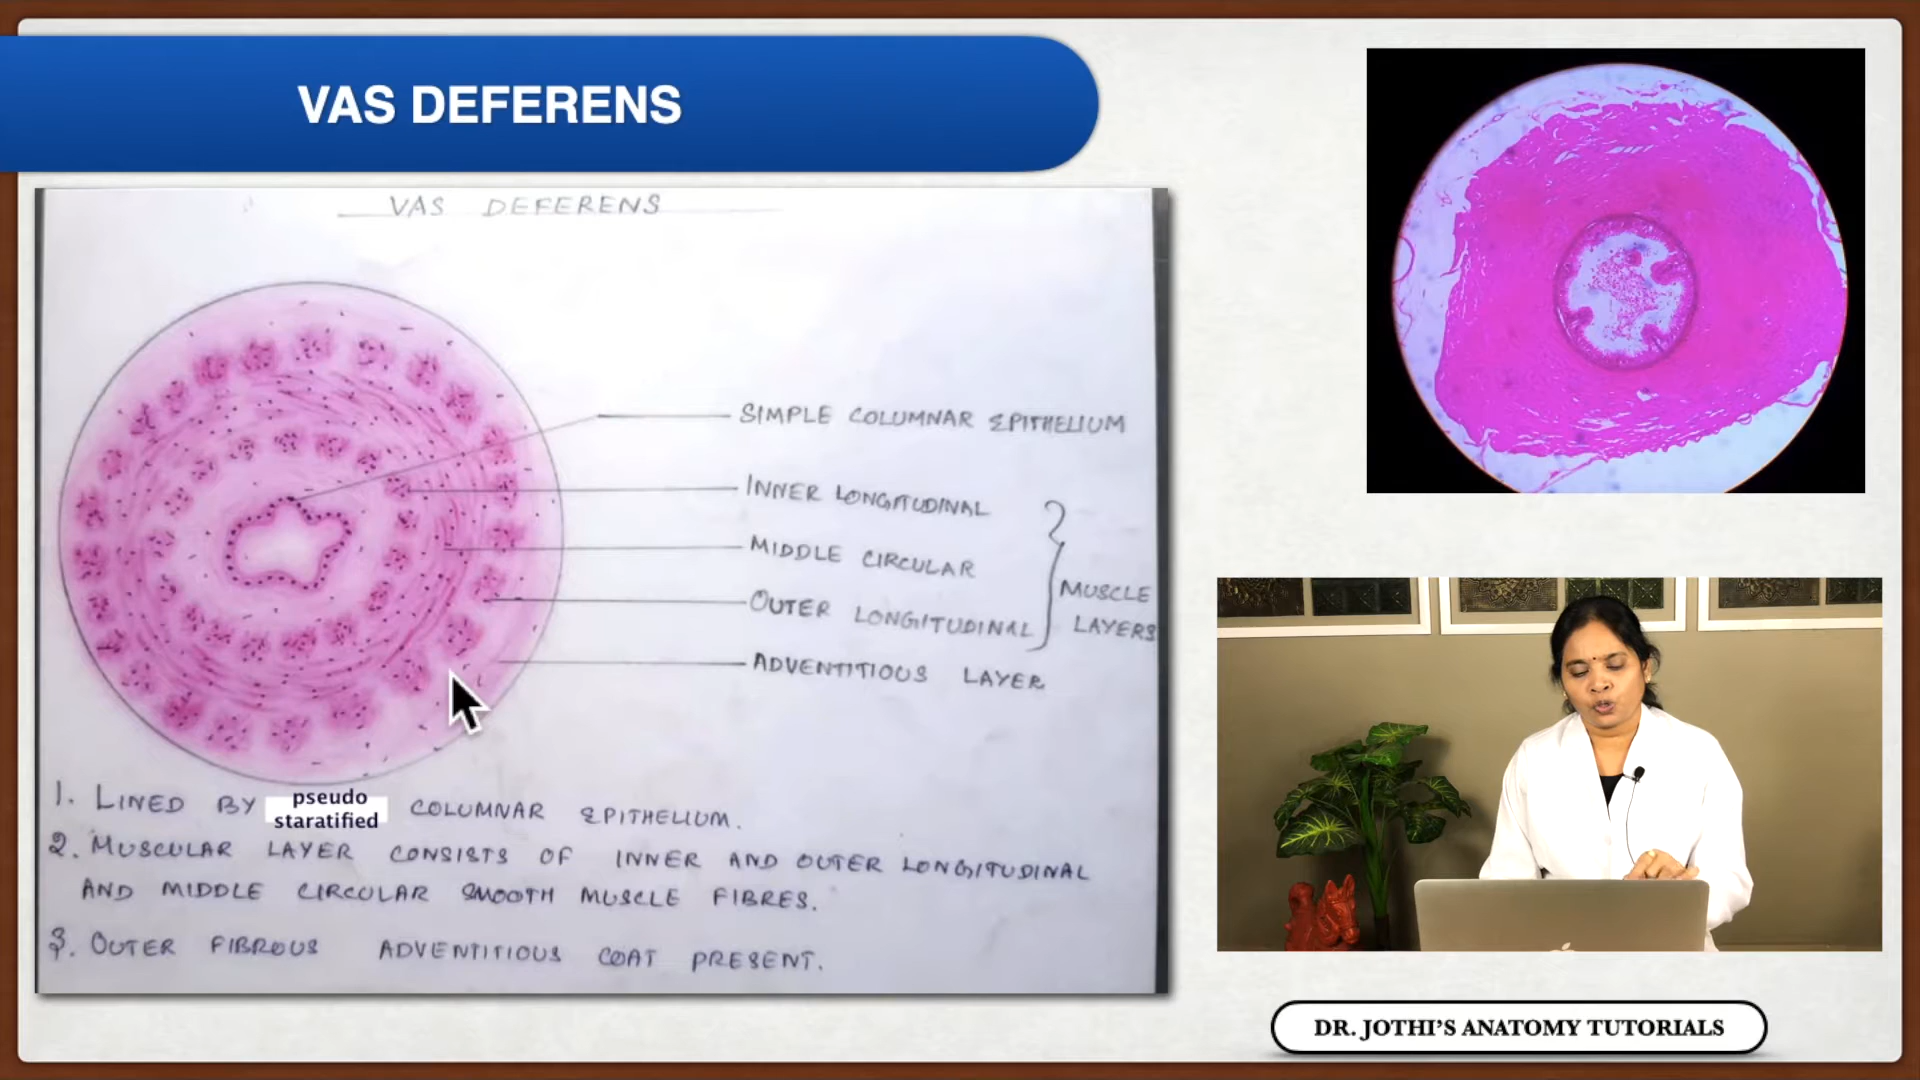 VAS DEFERENS
VAS DEFERENS
SIMPLE COLUMNAR EPITHELIUM
INNER LONGITUDINAL
MIDDLE CIRCULAR
OUTER LONGITUDINAL
MUSCLE
LAYERS
ADVENTITIOUS LAYER
1. LINED BY pseudo staratified COLUMNAR EPITHELIUM.
2. MUSCULAR LAYER CONSISTS OF INNER AND OUTER LONGITUDINAL
AND MIDDLE CIRCULAR SMOOTH MUSCLE FIBRES.
3. OUTER FIBROUS ADVENTITIOUS COAT PRESENT.
DR. JOTHI'S ANATOMY TUTORIALS